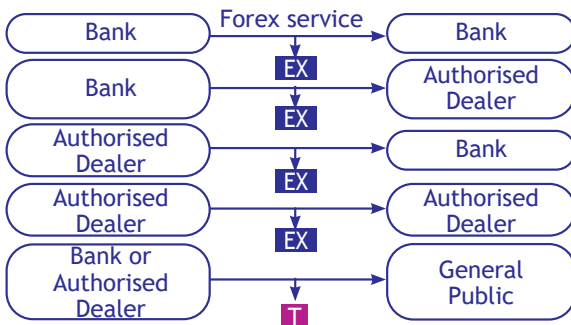 Bank Forex service Bank
EX
Bank Authorised
Dealer
EX
Authorised
Dealer
Bank
EX
Authorised
Dealer
Authorised
Dealer
EX
Bank or
Authorised
Dealer
General
Public
T